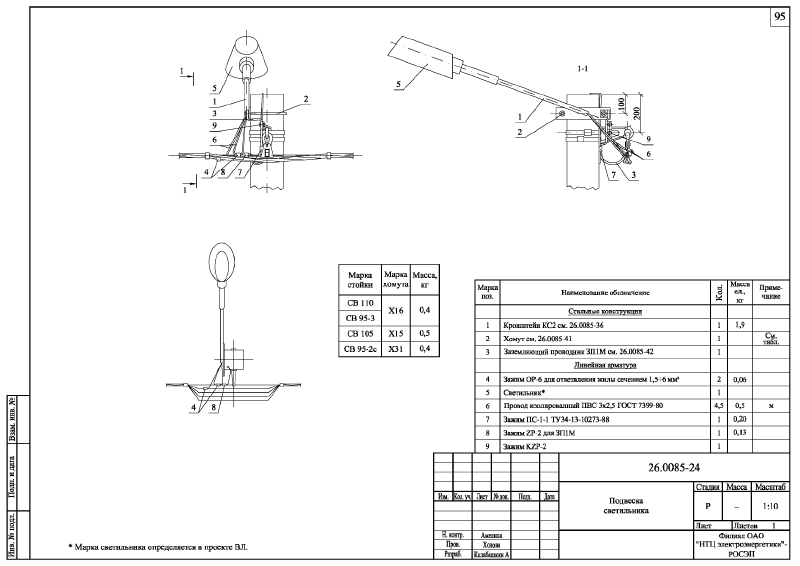 95
1
5
1
3
9
6
2
4
8
7
1
1-1
5
1
2
100
200
9
6
7
3
4
8
Марка стойки Марка хомута Масса, кг
СВ 110 Х16 0,4
СВ 95-3
СВ 105 Х15 0,5
СВ 95-2с Х31 0,4
Марка поз. Наименование обозначение Кол. Масса ел., кг Приме-чание
Стальные конструкции
1 Кронштейн КС2 см. 26.0085-36 1 1,9
2 Хомут см. 26.0085-41 1 См. табл.
3 Заземляющий проводник ЗП1М см. 26.0085-42 1
Линейная арматура
4 Зажим ОР-6 для ответвления жилы сечением 1,5÷6 мм² 2 0,06
5 Светильник* 1
6 Провод изолированный ПВС 3х2,5 ГОСТ 7399-80 4,5 0,5 м
7 Зажим ПС-1-1 ТУ34-13-10273-88 1 0,20
8 Зажим ZP-2 для ЗП1М 1 0,13
9 Зажим KZP-2 1
26.0085-24
Изм. Кол. уч Лист № док. Подп. Дата
Подвеска
светильника
Стадия Масса Масштаб
Р – 1:10
Лист Листов 1
Н. контр.
Пров.
Разраб. Калабашкин А
Филиал ОАО
"НТЦ электроэнергетики"-
РОСЭП
Взам. инв. №
Подп. и дата
Инв. № подл.
* Марка светильника определяется в проекте ВЛ.